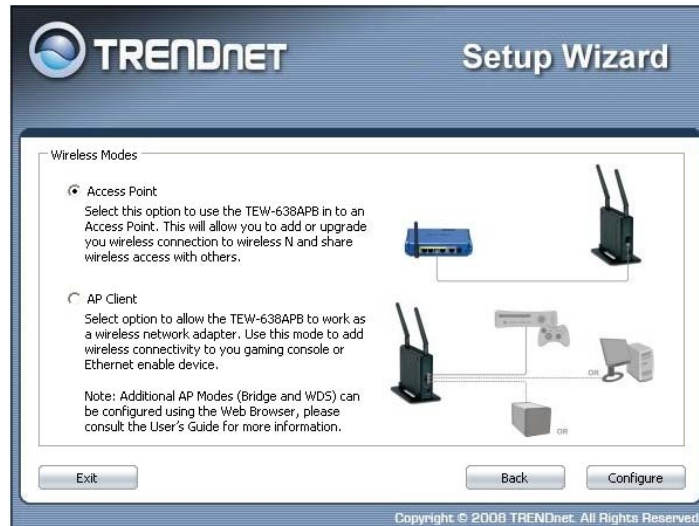 TRENDnet
Setup Wizard
Wireless Modes
Access Point
Select this option to use the TEW-638APB in to an
Access Point. This will allow you to add or upgrade
you wireless connection to wireless N and share
wireless access with others.
AP Client
Select option to allow the TEW-638APB to work as
a wireless network adapter. Use this mode to add
wireless connectivity to you gaming console or
Ethernet enable device.
Note: Additional AP Modes (Bridge and WDS) can
be configured using the Web Browser, please
consult the User's Guide for more information.
OR
OR
Exit
Back
Configure
Copyright © 2008 TRENDnet. All Rights Reserved